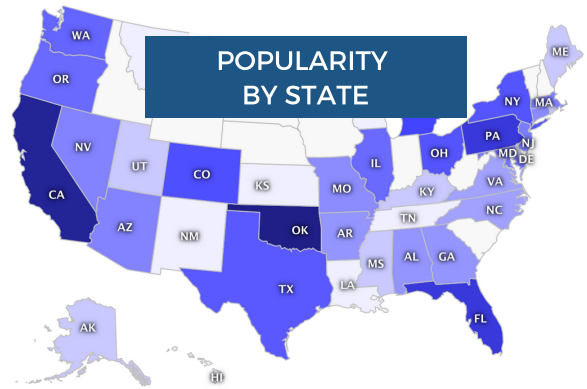 POPULARITY
BY STATE
WA
ME
OR
NY
MA
NV
PA
NJ
IL
OH
MD
DE
UT
CO
CA
KS
MO
KY
VA
NC
AZ
NM
OK
AR
TN
MS
AL
GA
TX
LA
FL
AK
HI